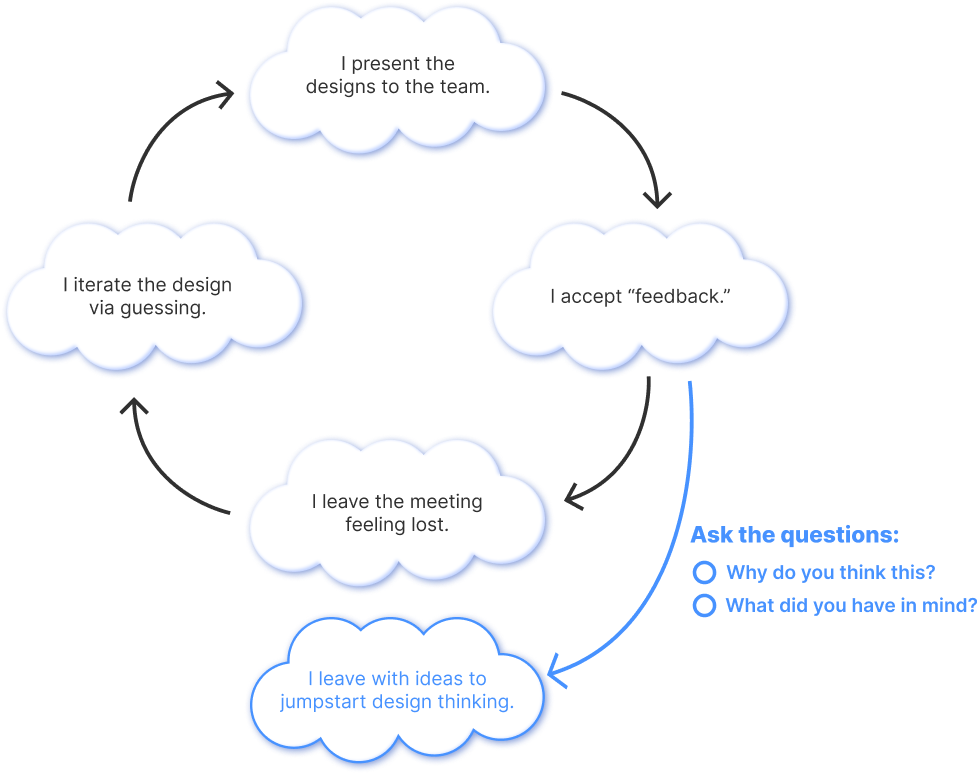 I present the
designs to the team.
I iterate the design
via guessing.
I accept “feedback.”
I leave the meeting
feeling lost.
Ask the questions:
Why do you think this?
What did you have in mind?
I leave with ideas to
jumpstart design thinking.